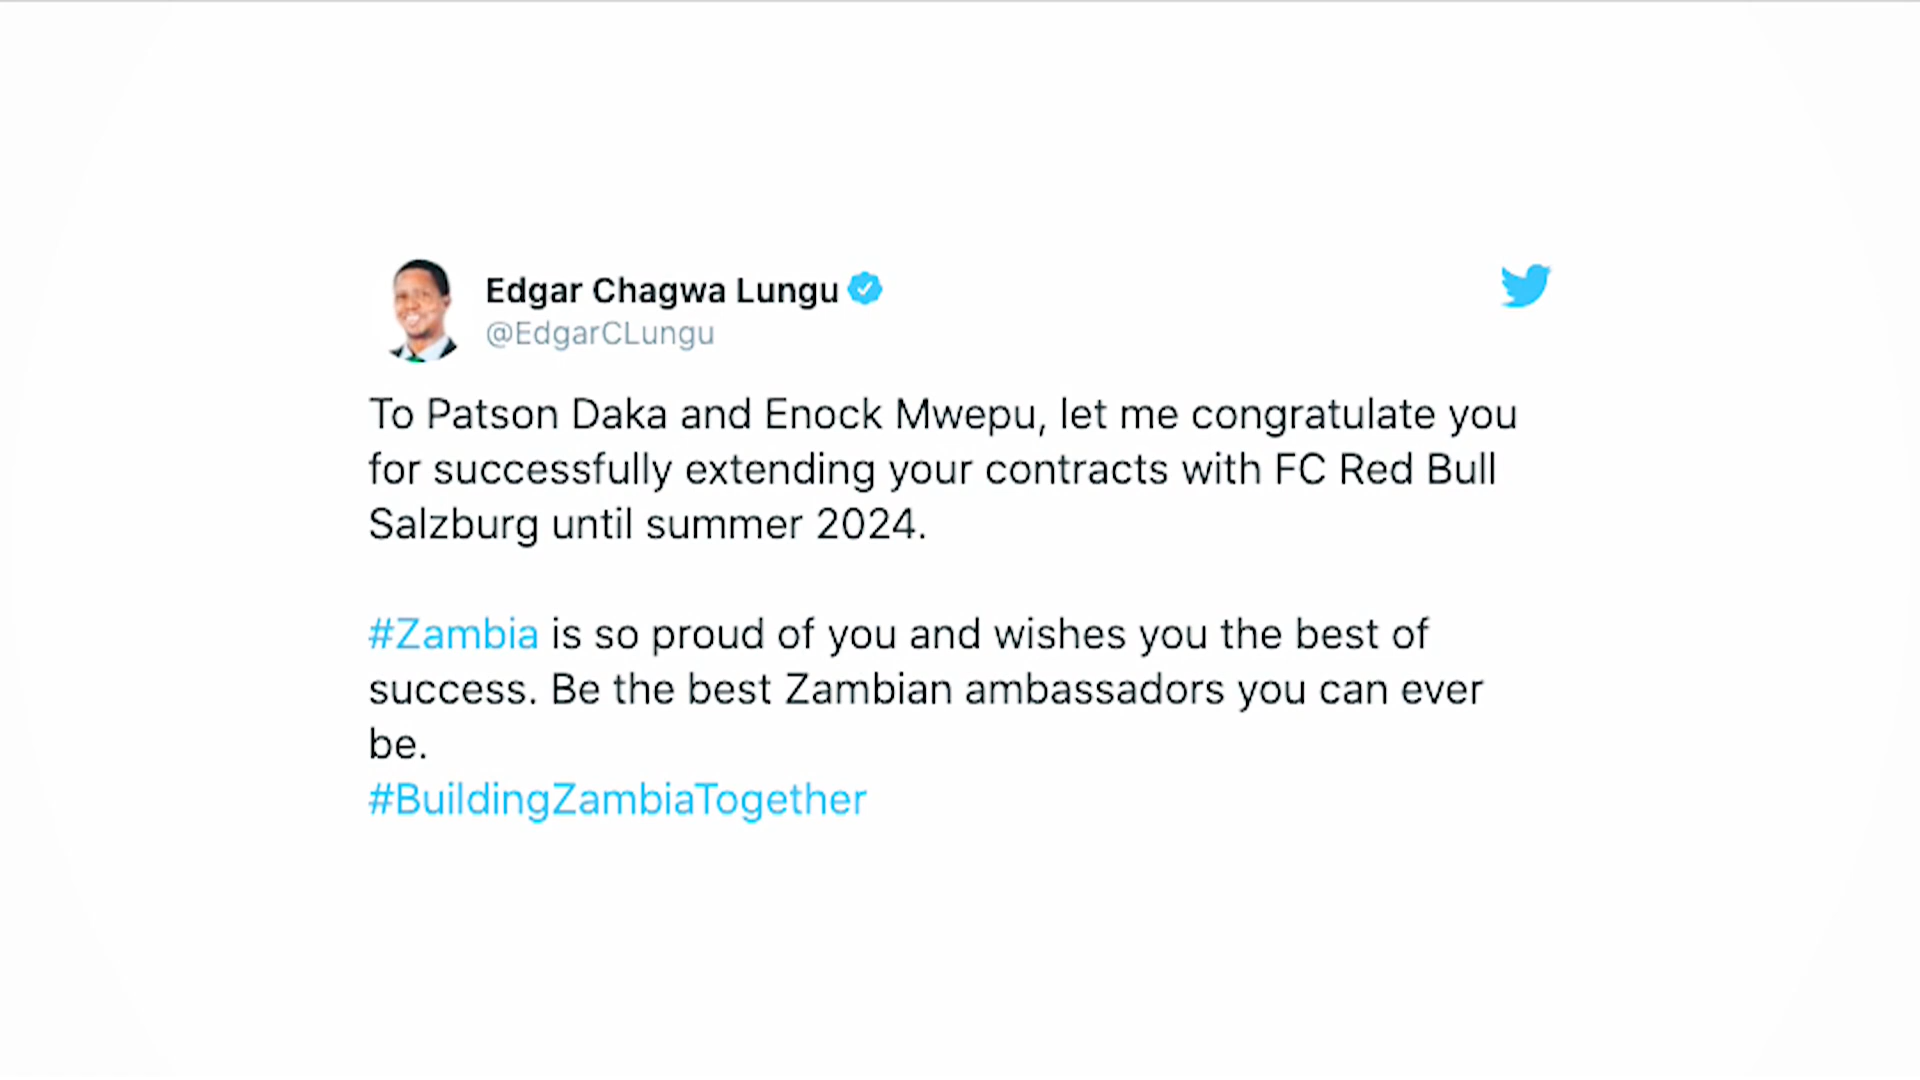 Edgar Chagwa Lungu
@EdgarCLungu
To Patson Daka and Enock Mwepu, let me congratulate you
for successfully extending your contracts with FC Red Bull
Salzburg until summer 2024.
#Zambia is so proud of you and wishes you the best of
success. Be the best Zambian ambassadors you can ever
be.
#BuildingZambiaTogether